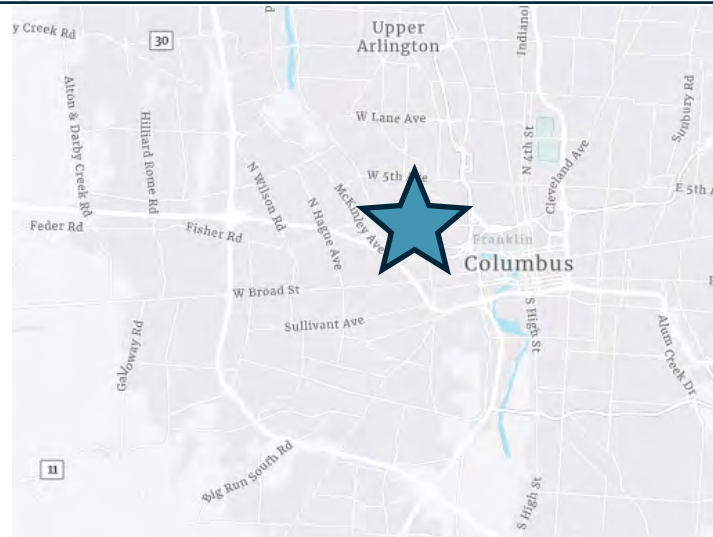 y Creek Rd
30
d
Upper
Arlington
Indiano
Alton & Darby Creek Rd
Hilliard Rome Rd
W Lane Ave
N 4th St
Cleveland Ave
Sunbury Rd
W 5th
E 5th A
N Wilson Rd
N Hague Ave
McKinley Ave
Feder Rd
Fisher Rd
Franklin
Columbus
W Broad St
Sullivant Ave
S High St
Galloway Rd
Alum Creek Dr
11
Big Run South Rd
S High St